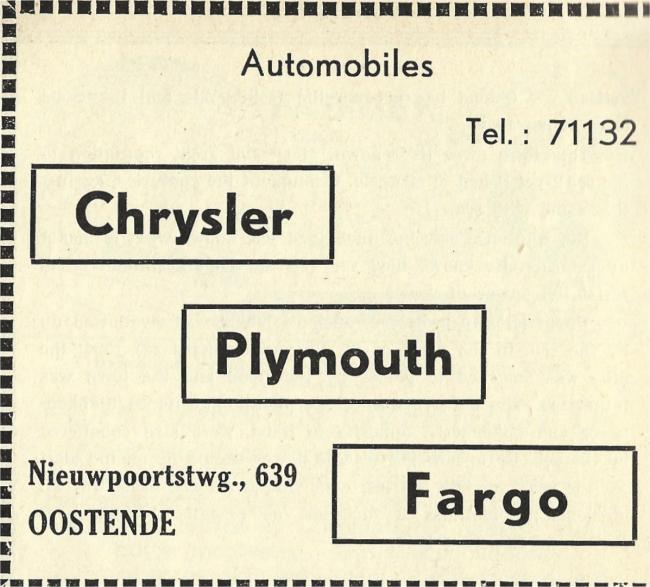 Automobiles
Tel. : 71132
Chrysler
Plymouth
Nieuwpoortstwg., 639
OOSTENDE
Fargo